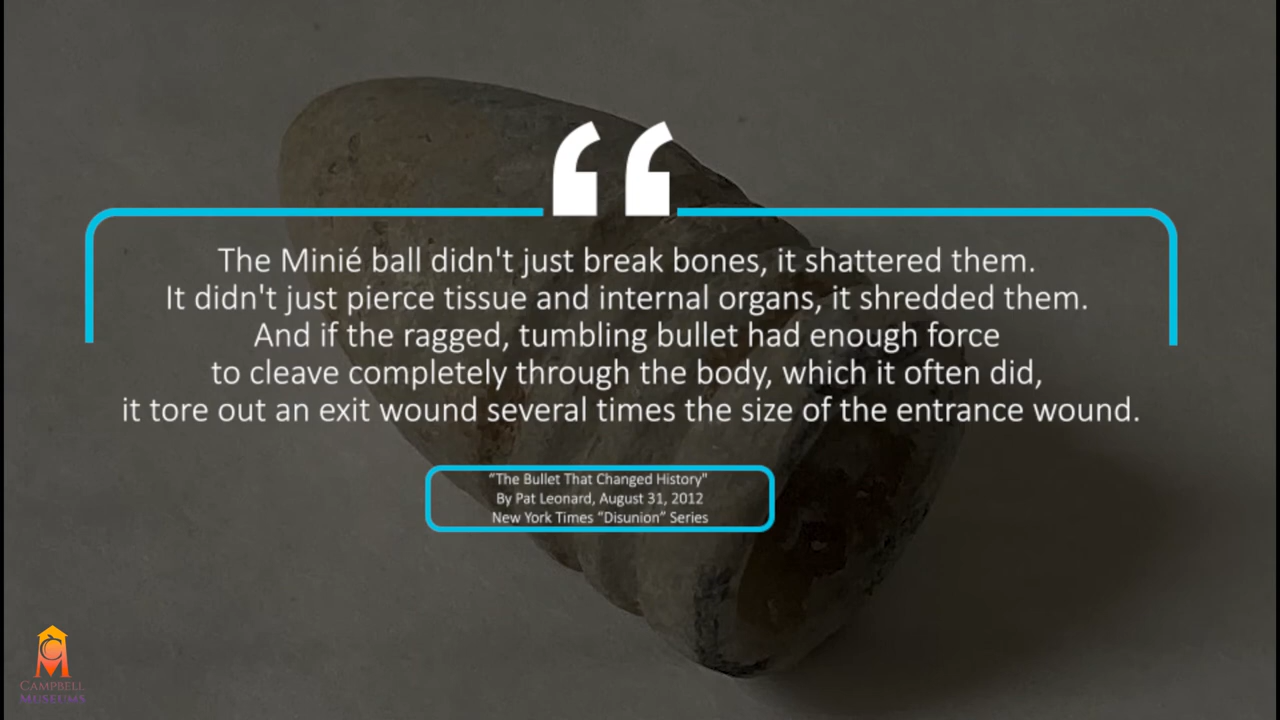 “
The Minié ball didn't just break bones, it shattered them.
It didn't just pierce tissue and internal organs, it shredded them.
And if the ragged, tumbling bullet had enough force
to cleave completely through the body, which it often did,
it tore out an exit wound several times the size of the entrance wound.
“The Bullet That Changed History"
By Pat Leonard, August 31, 2012
New York Times “Disunion” Series
CAMPBELL
MUSEUMS